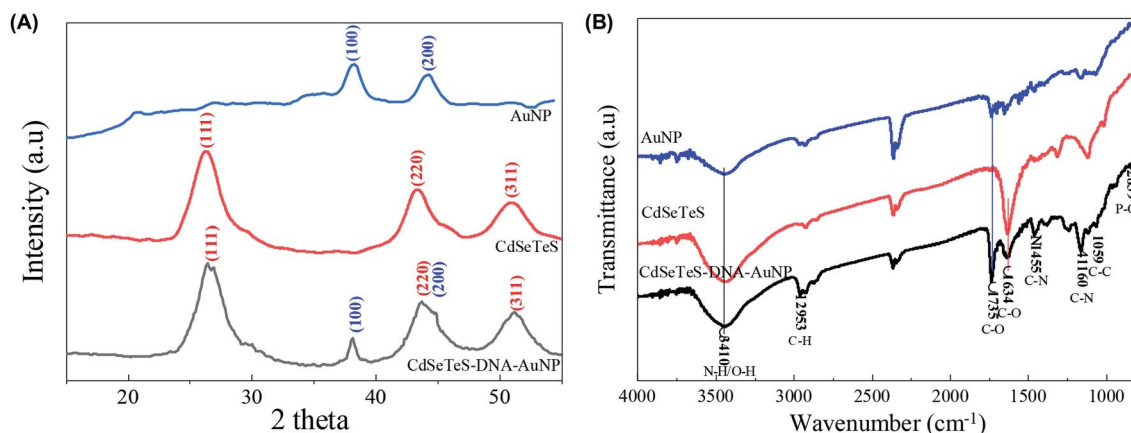 (A)
Intensity (a.u)
(100)
(200)
AuNP
(111)
(220)
(311)
CdSeTeS
(111)
(100)
(220)
(200)
(311)
CdSeTeS-DNA-AuNP
20
30
40
50
2 theta
(B)
Transmittance (a.u)
AuNP
CdSeTeS
CdSeTeS-DNA-AuNP
3410
N-H/O-H
12953
C-H
1735
C-O
1634
C-O
1455
C-N
41160
C-N
1059
C-C
4000
3500
3000
2500
2000
1500
1000
Wavenumber (cm⁻¹)